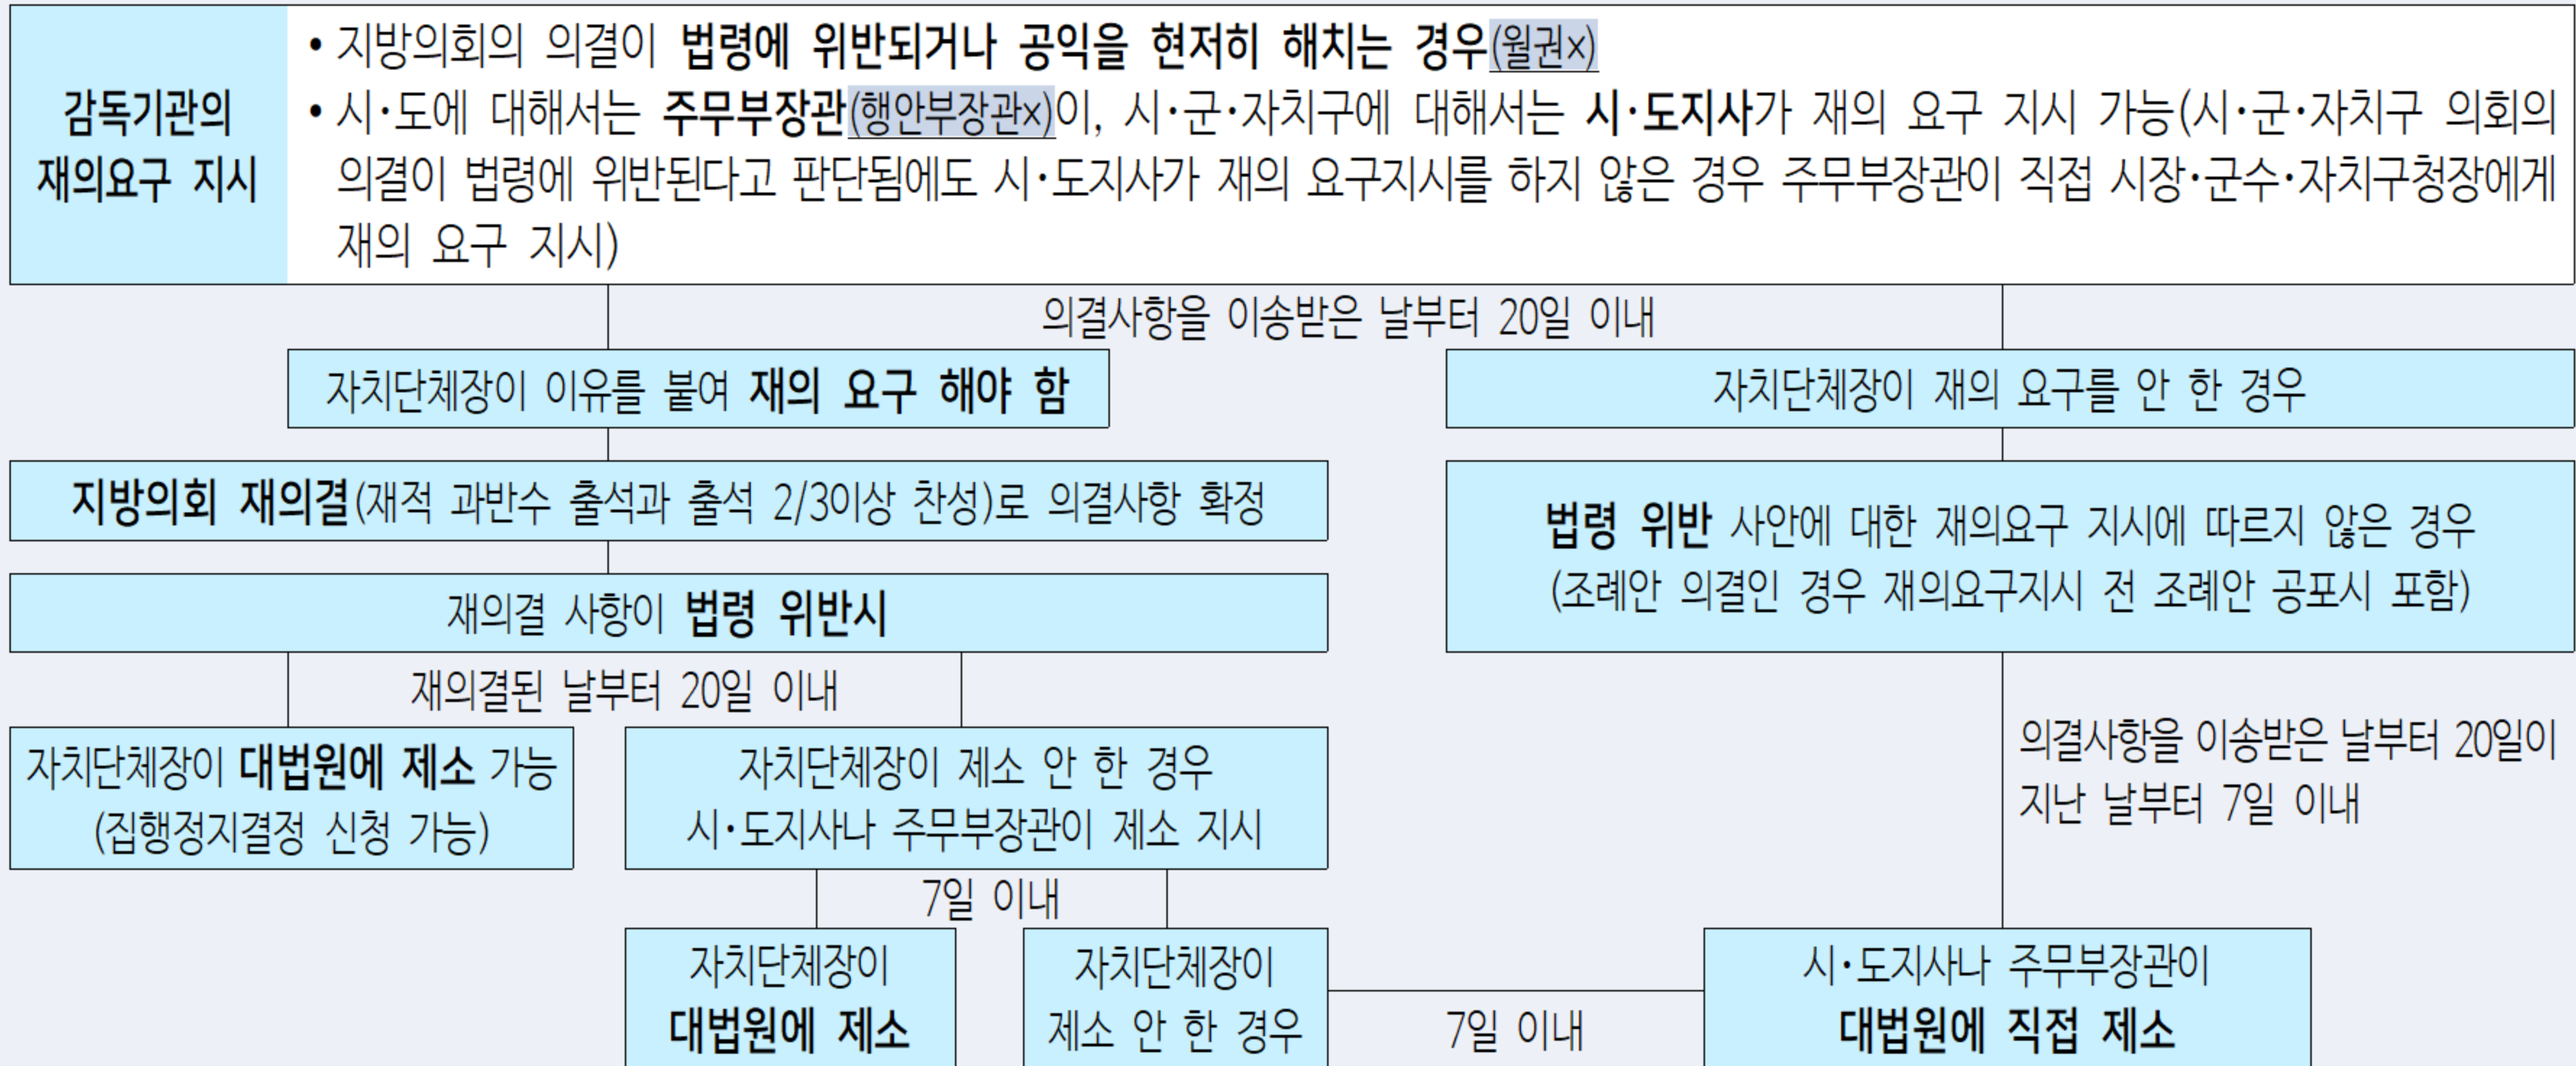 감독기관의
재의요구 지시
• 지방의회의 의결이 법령에 위반되거나 공익을 현저히 해치는 경우(월권×)
• 시·도에 대해서는 주무부장관(행안부장관×)이, 시·군·자치구에 대해서는 시·도지사가 재의 요구 지시 가능(시·군·자치구 의회의
의결이 법령에 위반된다고 판단됨에도 시·도지사가 재의 요구지시를 하지 않은 경우 주무부장관이 직접 시장·군수·자치구청장에게
재의 요구 지시)
의결사항을 이송받은 날부터 20일 이내
자치단체장이 이유를 붙여 재의 요구 해야 함
자치단체장이 재의 요구를 안 한 경우
지방의회 재의결(재적 과반수 출석과 출석 2/3이상 찬성)로 의결사항 확정
법령 위반 사안에 대한 재의요구 지시에 따르지 않은 경우
(조례안 의결인 경우 재의요구지시 전 조례안 공포시 포함)
재의결 사항이 법령 위반시
재의결된 날부터 20일 이내
의결사항을 이송받은 날부터 20일이
지난 날부터 7일 이내
자치단체장이 대법원에 제소 가능
(집행정지결정 신청 가능)
자치단체장이 제소 안 한 경우
시·도지사나 주무부장관이 제소 지시
7일 이내
자치단체장이
대법원에 제소
자치단체장이
제소 안 한 경우
7일 이내
시·도지사나 주무부장관이
대법원에 직접 제소